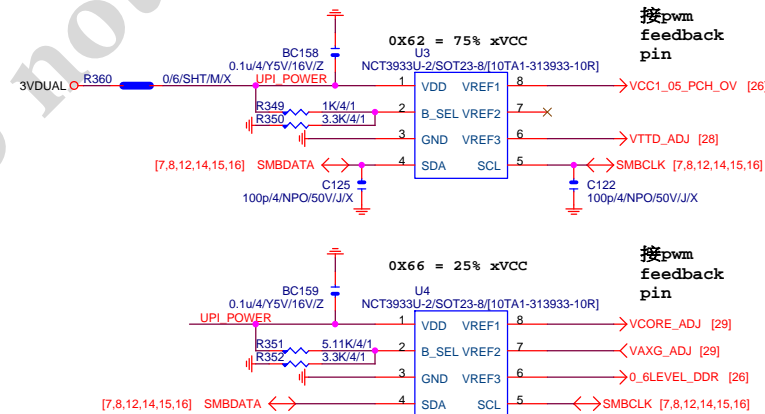 do not
接pwm
feedback
pin
0X62 = 75% xVCC
BC158
0.1u/4/Y5V/16V/Z
U3
NCT3933U-2/SOT23-8/[10TA1-313933-10R]
3VDUAL
R360
0/6/SHT/M/X
UPI_POWER
1 VDD VREF1 8
VCC1_05_PCH_OV [26]
R349 1K/4/1
R350 3.3K/4/1
2 B_SEL VREF2 7
3 GND VREF3 6
VTTD_ADJ [28]
[7,8,12,14,15,16] SMBDATA
4 SDA SCL 5
SMBCLK [7,8,12,14,15,16]
C125
100p/4/NPO/50V/J/X
C122
100p/4/NPO/50V/J/X
接pwm
feedback
pin
0X66 = 25% xVCC
BC159
0.1u/4/Y5V/16V/Z
U4
NCT3933U-2/SOT23-8/[10TA1-313933-10R]
UPI_POWER
1 VDD VREF1 8
VCORE_ADJ [29]
R351 5.11K/4/1
R352 3.3K/4/1
2 B_SEL VREF2 7
VAXG_ADJ [29]
3 GND VREF3 6
0_6LEVEL_DDR [26]
[7,8,12,14,15,16] SMBDATA
4 SDA SCL 5
SMBCLK [7,8,12,14,15,16]